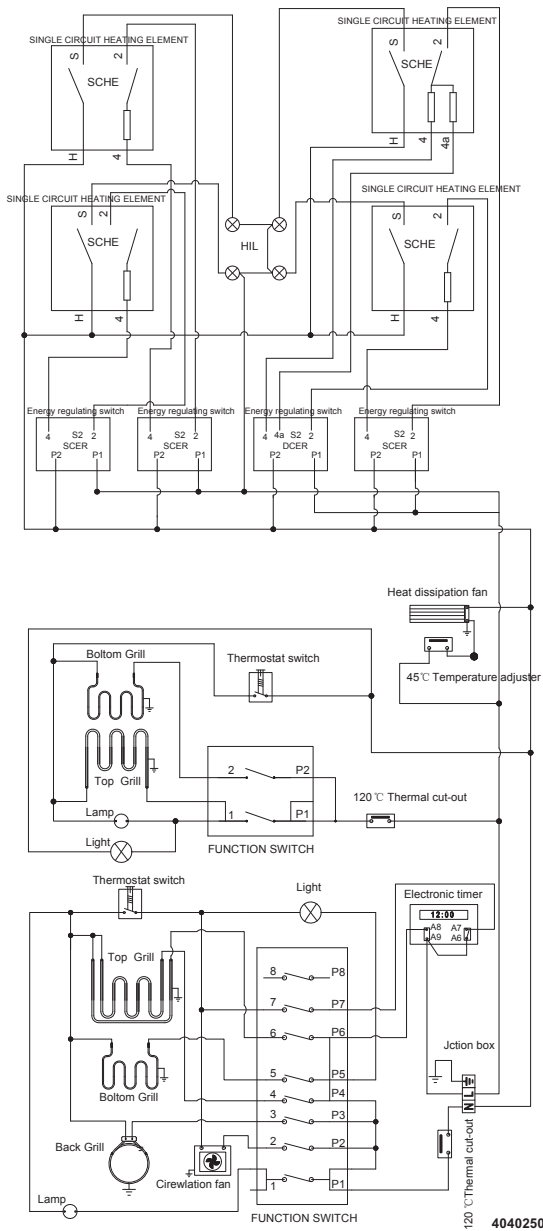 SINGLE CIRCUIT HEATING ELEMENT
SINGLE CIRCUIT HEATING ELEMENT
S
2
SCHE
H
4
S
2
SCHE
H
4
4a
SINGLE CIRCUIT HEATING ELEMENT
SINGLE CIRCUIT HEATING ELEMENT
S
2
SCHE
H
4
HIL
S
2
SCHE
H
4
Energy regulating switch
4 S2 2
SCER
P2 P1
Energy regulating switch
4 S2 2
SCER
P2 P1
Energy regulating switch
4 4a S2 2
DCER
P2 P1
Energy regulating switch
4 S2 2
SCER
P2 P1
Heat dissipation fan
45℃ Temperature adjuster
Thermostat switch
Boltom Grill
Top Grill
Lamp
Light
2 P2
1 P1
FUNCTION SWITCH
120 ℃ Thermal cut-out
Thermostat switch
Light
Electronic timer
12:00
A8 A7
A9 A6
Top Grill
Boltom Grill
Back Grill
Lamp
Cirewlation fan
8 P8
7 P7
6 P6
5 P5
4 P4
3 P3
2 P2
1 P1
FUNCTION SWITCH
Jction box
N L
120 ℃Thermal cut-out
4040250